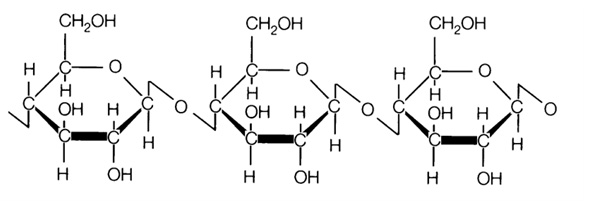 CH₂OH CH₂OH CH₂OH
C O C O C O
H H H H H H
C OH H C O C OH H C O C OH H C O
C C H C C H C C H
H OH H OH H OH